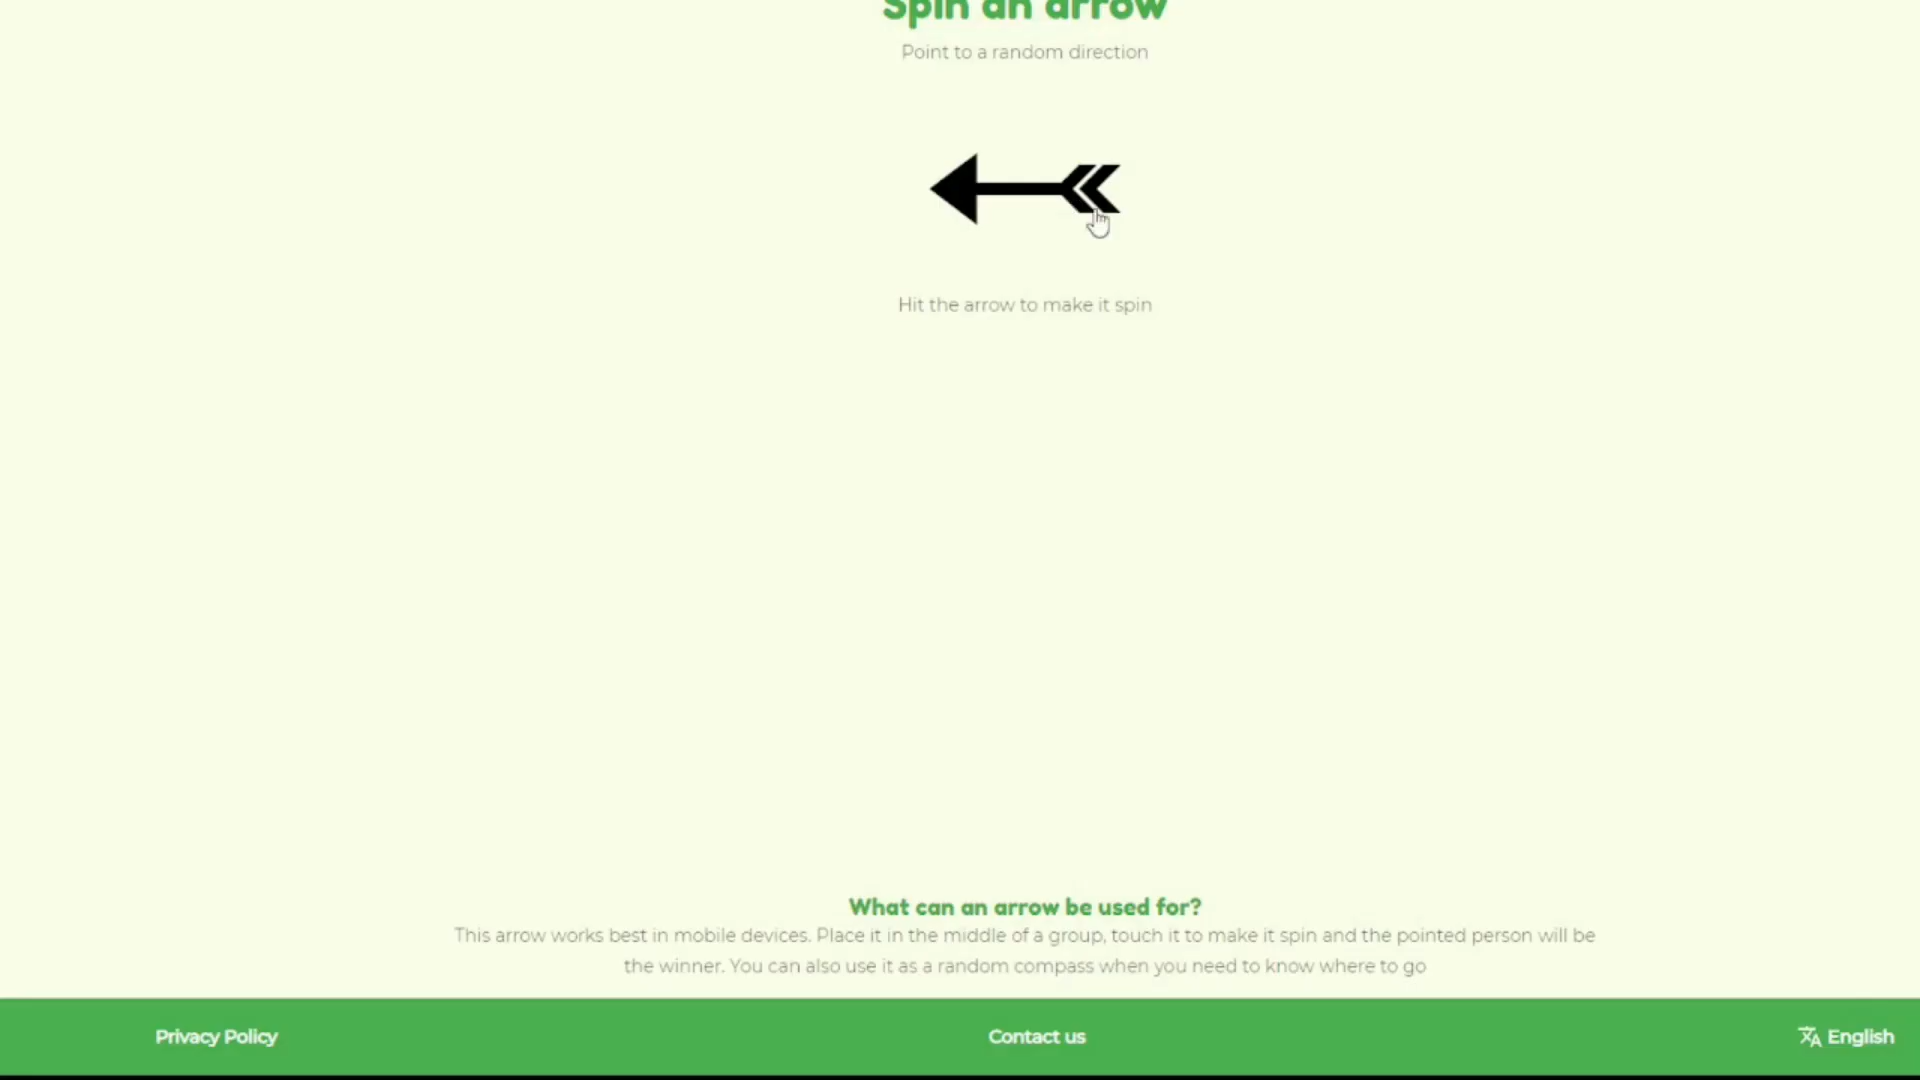 Spin an arrow
Point to a random direction
Hit the arrow to make it spin
What can an arrow be used for?
This arrow works best in mobile devices. Place it in the middle of a group, touch it to make it spin and the pointed person will be
the winner. You can also use it as a random compass when you need to know where to go
Privacy Policy
Contact us
English